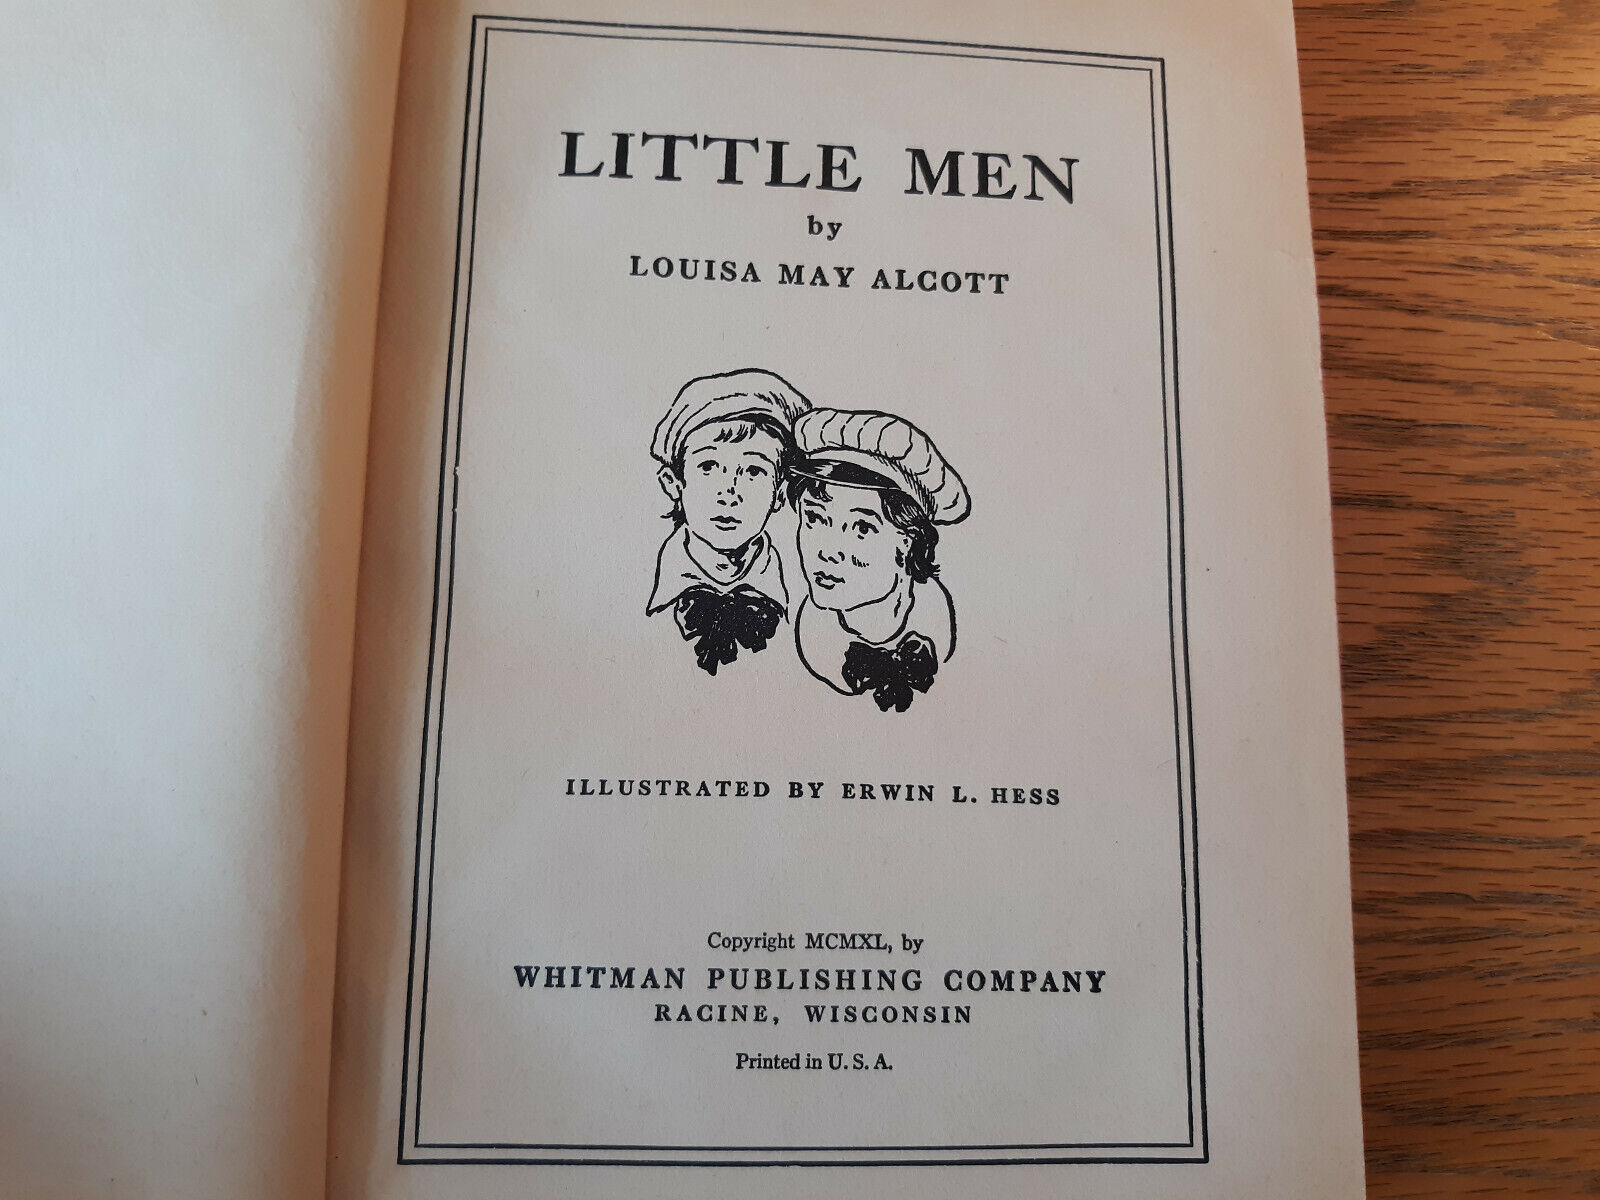 LITTLE MEN
by
LOUISA MAY ALCOTT
ILLUSTRATED BY ERWIN L. HESS
Copyright MCMXL, by
WHITMAN PUBLISHING COMPANY
RACINE, WISCONSIN
Printed in U. S. A.